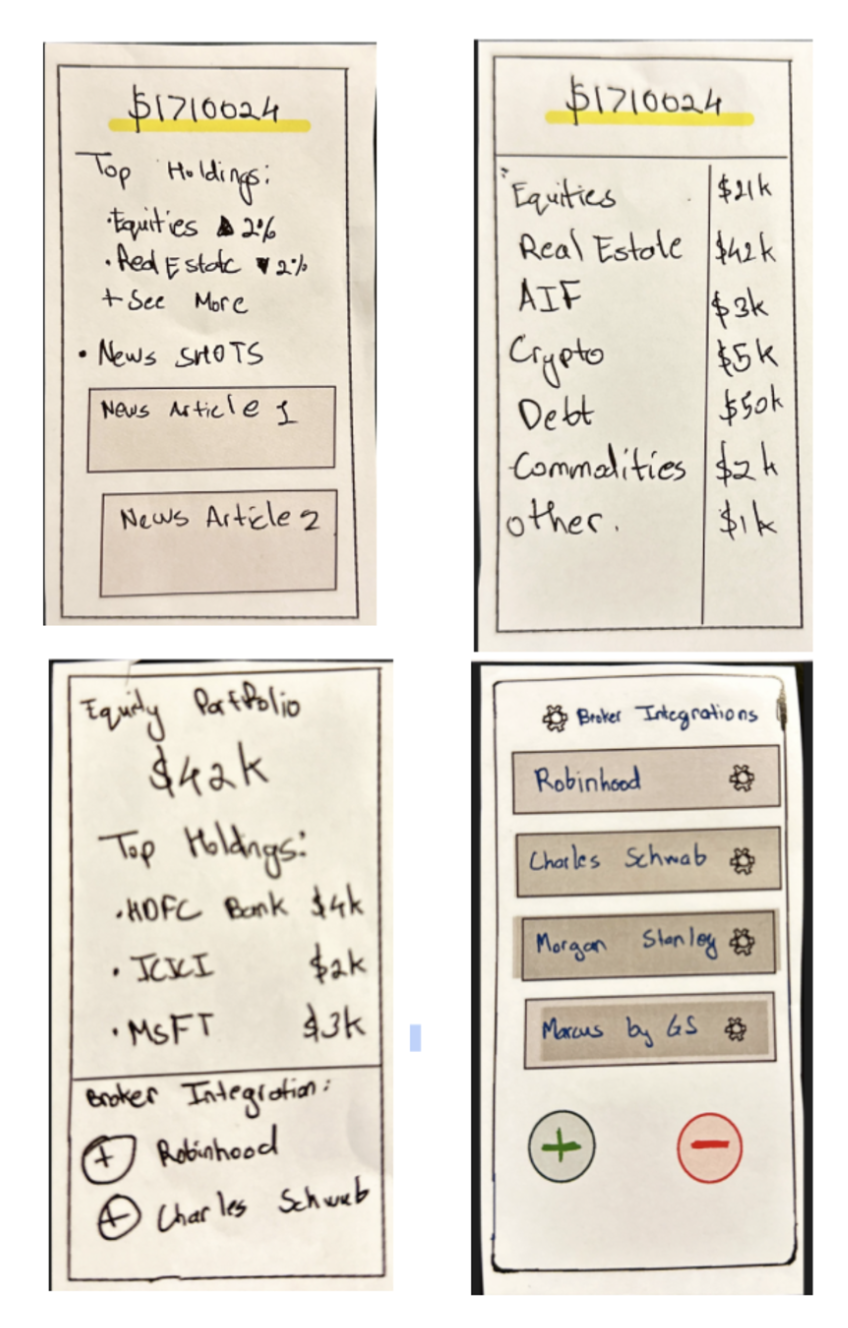 $1710024
Top Holdings:
• Equities ▲ 2%
• Real Estate ▼ 2%
+ See More
• News SHOTS
News Article 1
News Article 2
$1710024
Equities $21k
Real Estate $42k
AIF $3k
Crypto $5k
Debt $50k
Commodities $2k
other. $1k
Equity Portfolio
$42k
Top Holdings:
• HDFC Bank $4k
• ICICI $2k
• MSFT $3k
Broker Integration:
+ Robinhood
+ Charles Schwab
Broker Integrations
Robinhood
Charles Schwab
Morgan Stanley
Marcus by GS
+ −